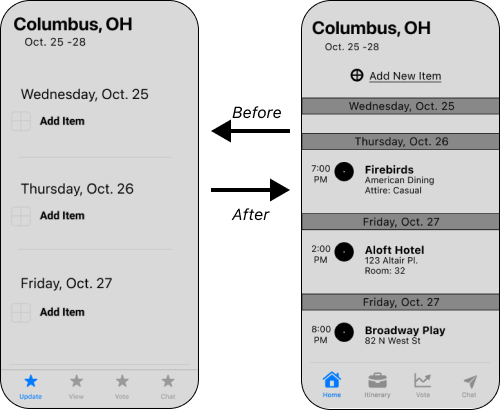 Columbus, OH
Oct. 25 -28
Wednesday, Oct. 25
Add Item
Thursday, Oct. 26
Add Item
Friday, Oct. 27
Add Item
Update
View
Vote
Chat
Before
After
Columbus, OH
Oct. 25 -28
Add New Item
Wednesday, Oct. 25
Thursday, Oct. 26
7:00 PM
Firebirds
American Dining
Attire: Casual
Friday, Oct. 27
2:00 PM
Aloft Hotel
123 Altair Pl.
Room: 32
Friday, Oct. 27
8:00 PM
Broadway Play
82 N West St
Home
Itinerary
Vote
Chat